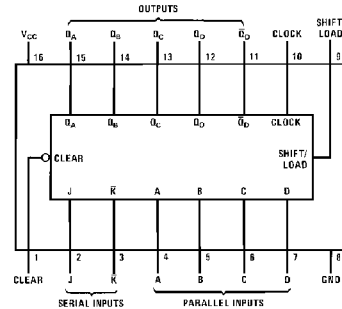 OUTPUTS
SHIFT/
VCC QA QB QC QD Q̅D CLOCK LOAD
16 15 14 13 12 11 10 9
QA QB QC QD Q̅D CLOCK
CLEAR SHIFT/
LOAD
J K̅ A B C D
1 2 3 4 5 6 7 8
CLEAR J K̅ A B C D GND
SERIAL INPUTS PARALLEL INPUTS